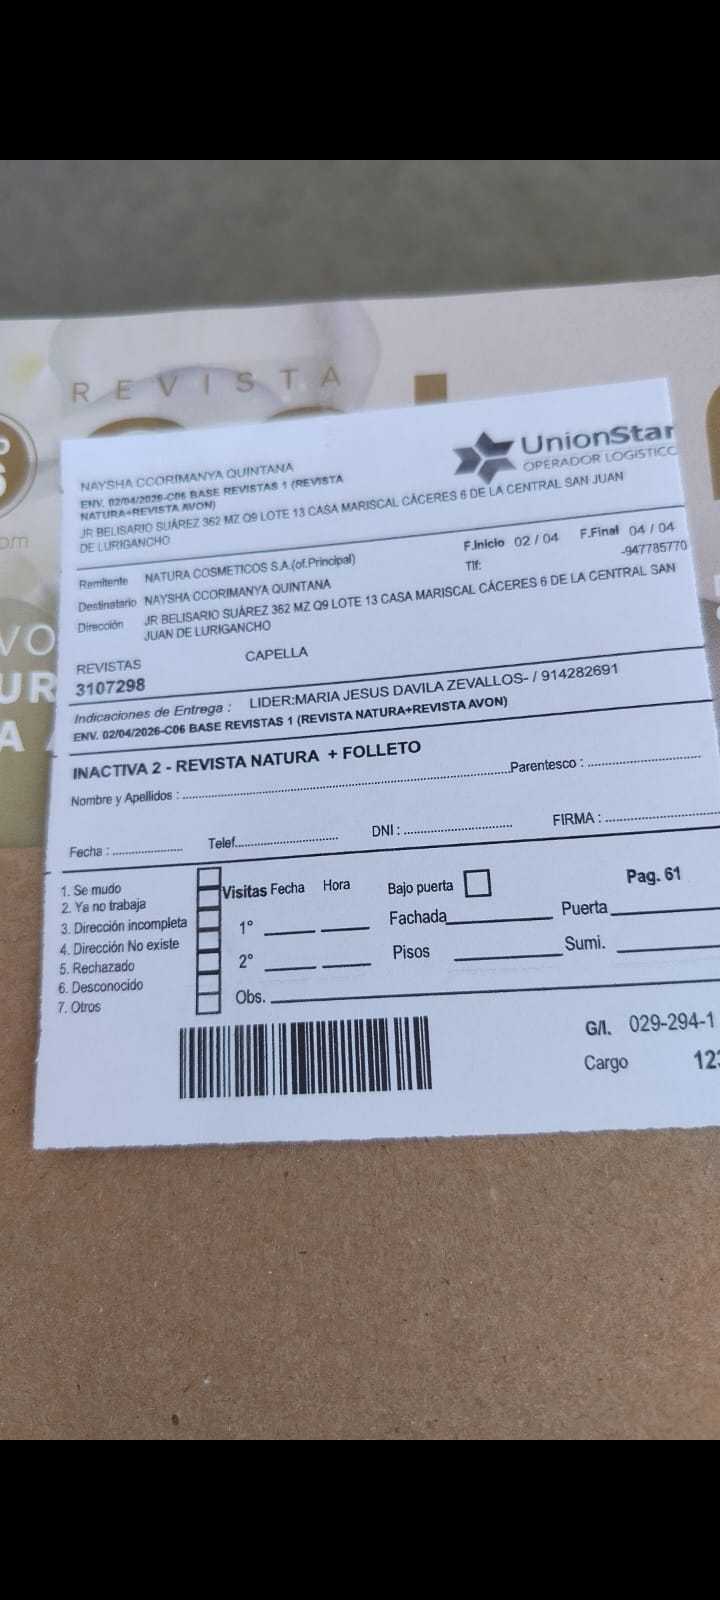 REVISTA
om
VO
UR
A A
UnionStar
OPERADOR LOGISTICO
NAYSHA CCORIMANYA QUINTANA
ENV. 02/04/2026-C06 BASE REVISTAS 1 (REVISTA
NATURA+REVISTA AVON)
JR BELISARIO SUÁREZ 362 MZ Q9 LOTE 13 CASA MARISCAL CÁCERES 6 DE LA CENTRAL SAN JUAN
DE LURIGANCHO
Remitente NATURA COSMETICOS S.A.(of.Principal) F.Inicio 02 / 04 F.Final 04 / 04
Destinatario NAYSHA CCORIMANYA QUINTANA Tlf: -947785770
Dirección JR BELISARIO SUÁREZ 362 MZ Q9 LOTE 13 CASA MARISCAL CÁCERES 6 DE LA CENTRAL SAN
JUAN DE LURIGANCHO
REVISTAS CAPELLA
3107298
Indicaciones de Entrega : LIDER:MARIA JESUS DAVILA ZEVALLOS- / 914282691
ENV. 02/04/2026-C06 BASE REVISTAS 1 (REVISTA NATURA+REVISTA AVON)
INACTIVA 2 - REVISTA NATURA + FOLLETO
Nombre y Apellidos : Parentesco :
Fecha : Telef. DNI : FIRMA :
1. Se mudo
2. Ya no trabaja
3. Dirección incompleta
4. Dirección No existe
5. Rechazado
6. Desconocido
7. Otros
Visitas Fecha Hora Bajo puerta Pag. 61
1° Fachada Puerta
2° Pisos Sumi.
Obs.
G/I. 029-294-1
Cargo 123